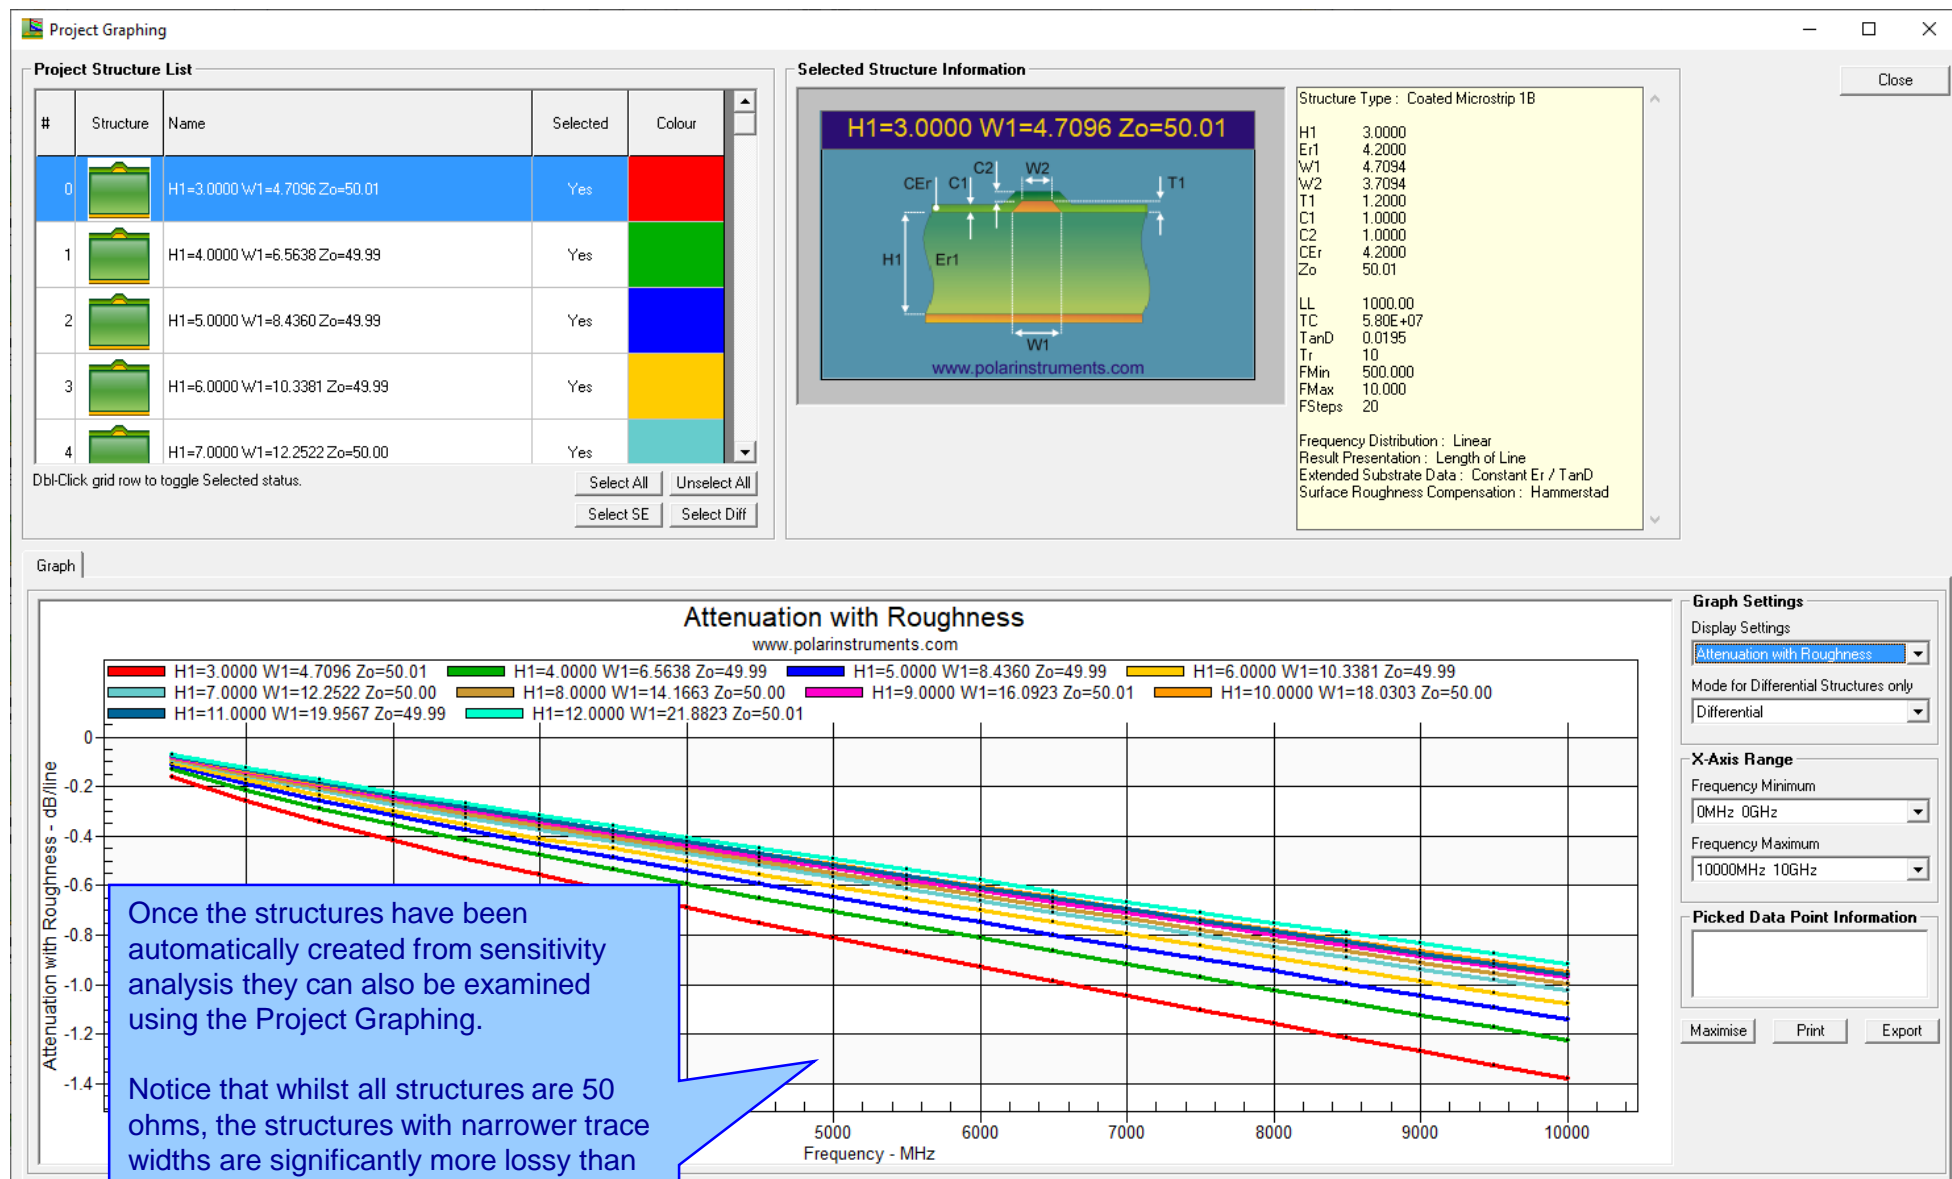 Project Graphing
Close
Project Structure List
# Structure Name Selected Colour
0 H1=3.0000 W1=4.7096 Zo=50.01 Yes
1 H1=4.0000 W1=6.5638 Zo=49.99 Yes
2 H1=5.0000 W1=8.4360 Zo=49.99 Yes
3 H1=6.0000 W1=10.3381 Zo=49.99 Yes
4 H1=7.0000 W1=12.2522 Zo=50.00 Yes
Dbl-Click grid row to toggle Selected status.
Select All Unselect All
Select SE Select Diff
Selected Structure Information
H1=3.0000 W1=4.7096 Zo=50.01
C2 W2
CEr C1 T1
H1 Er1
W1
www.polarinstruments.com
Structure Type : Coated Microstrip 1B
H1 3.0000
Er1 4.2000
W1 4.7094
W2 3.7094
T1 1.2000
C1 1.0000
C2 1.0000
CEr 4.2000
Zo 50.01
LL 1000.00
TC 5.80E+07
TanD 0.0195
Tr 10
FMin 500.000
FMax 10.000
FSteps 20
Frequency Distribution : Linear
Result Presentation : Length of Line
Extended Substrate Data : Constant Er / TanD
Surface Roughness Compensation : Hammerstad
Graph
Attenuation with Roughness
www.polarinstruments.com
H1=3.0000 W1=4.7096 Zo=50.01 H1=4.0000 W1=6.5638 Zo=49.99 H1=5.0000 W1=8.4360 Zo=49.99 H1=6.0000 W1=10.3381 Zo=49.99
H1=7.0000 W1=12.2522 Zo=50.00 H1=8.0000 W1=14.1663 Zo=50.00 H1=9.0000 W1=16.0923 Zo=50.01 H1=10.0000 W1=18.0303 Zo=50.00
H1=11.0000 W1=19.9567 Zo=49.99 H1=12.0000 W1=21.8823 Zo=50.01
Attenuation with Roughness - dB/line
0
-0.2
-0.4
-0.6
-0.8
-1.0
-1.2
-1.4
5000 6000 7000 8000 9000 10000
Frequency - MHz
Once the structures have been
automatically created from sensitivity
analysis they can also be examined
using the Project Graphing.
Notice that whilst all structures are 50
ohms, the structures with narrower trace
widths are significantly more lossy than
Graph Settings
Display Settings
Attenuation with Roughness
Mode for Differential Structures only
Differential
X-Axis Range
Frequency Minimum
0MHz 0GHz
Frequency Maximum
10000MHz 10GHz
Picked Data Point Information
Maximise Print Export